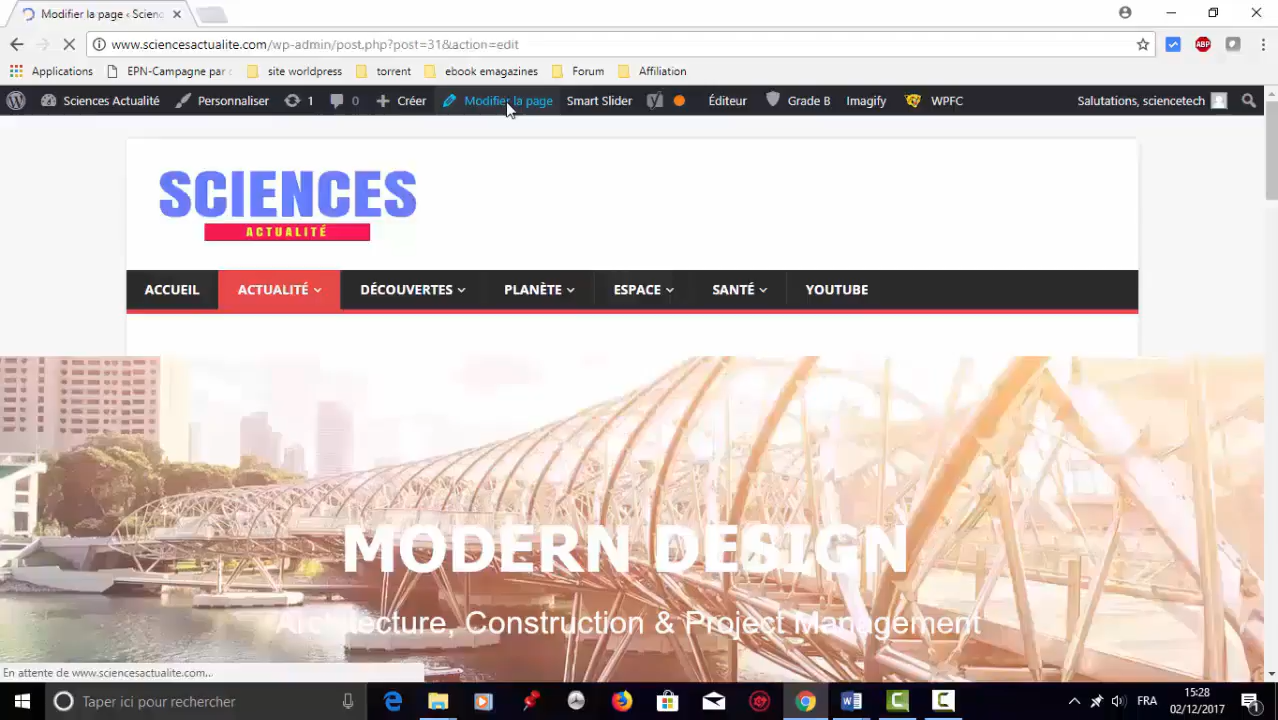 Modifier la page ‹ Scienc
www.sciencesactualite.com/wp-admin/post.php?post=31&action=edit
ABP
Applications
EPN-Campagne par c
site worldpress
torrent
ebook emagazines
Forum
Affiliation
Sciences Actualité
Personnaliser
1
0
Créer
Modifier la page
Smart Slider
Éditeur
Grade B
Imagify
WPFC
Salutations, sciencetech
SCIENCES
ACTUALITÉ
ACCUEIL
ACTUALITÉ
DÉCOUVERTES
PLANÈTE
ESPACE
SANTÉ
YOUTUBE
MODERN DESIGN
Architecture, Construction & Project Management
En attente de www.sciencesactualite.com...
Taper ici pour rechercher
FRA
15:28
02/12/2017
1